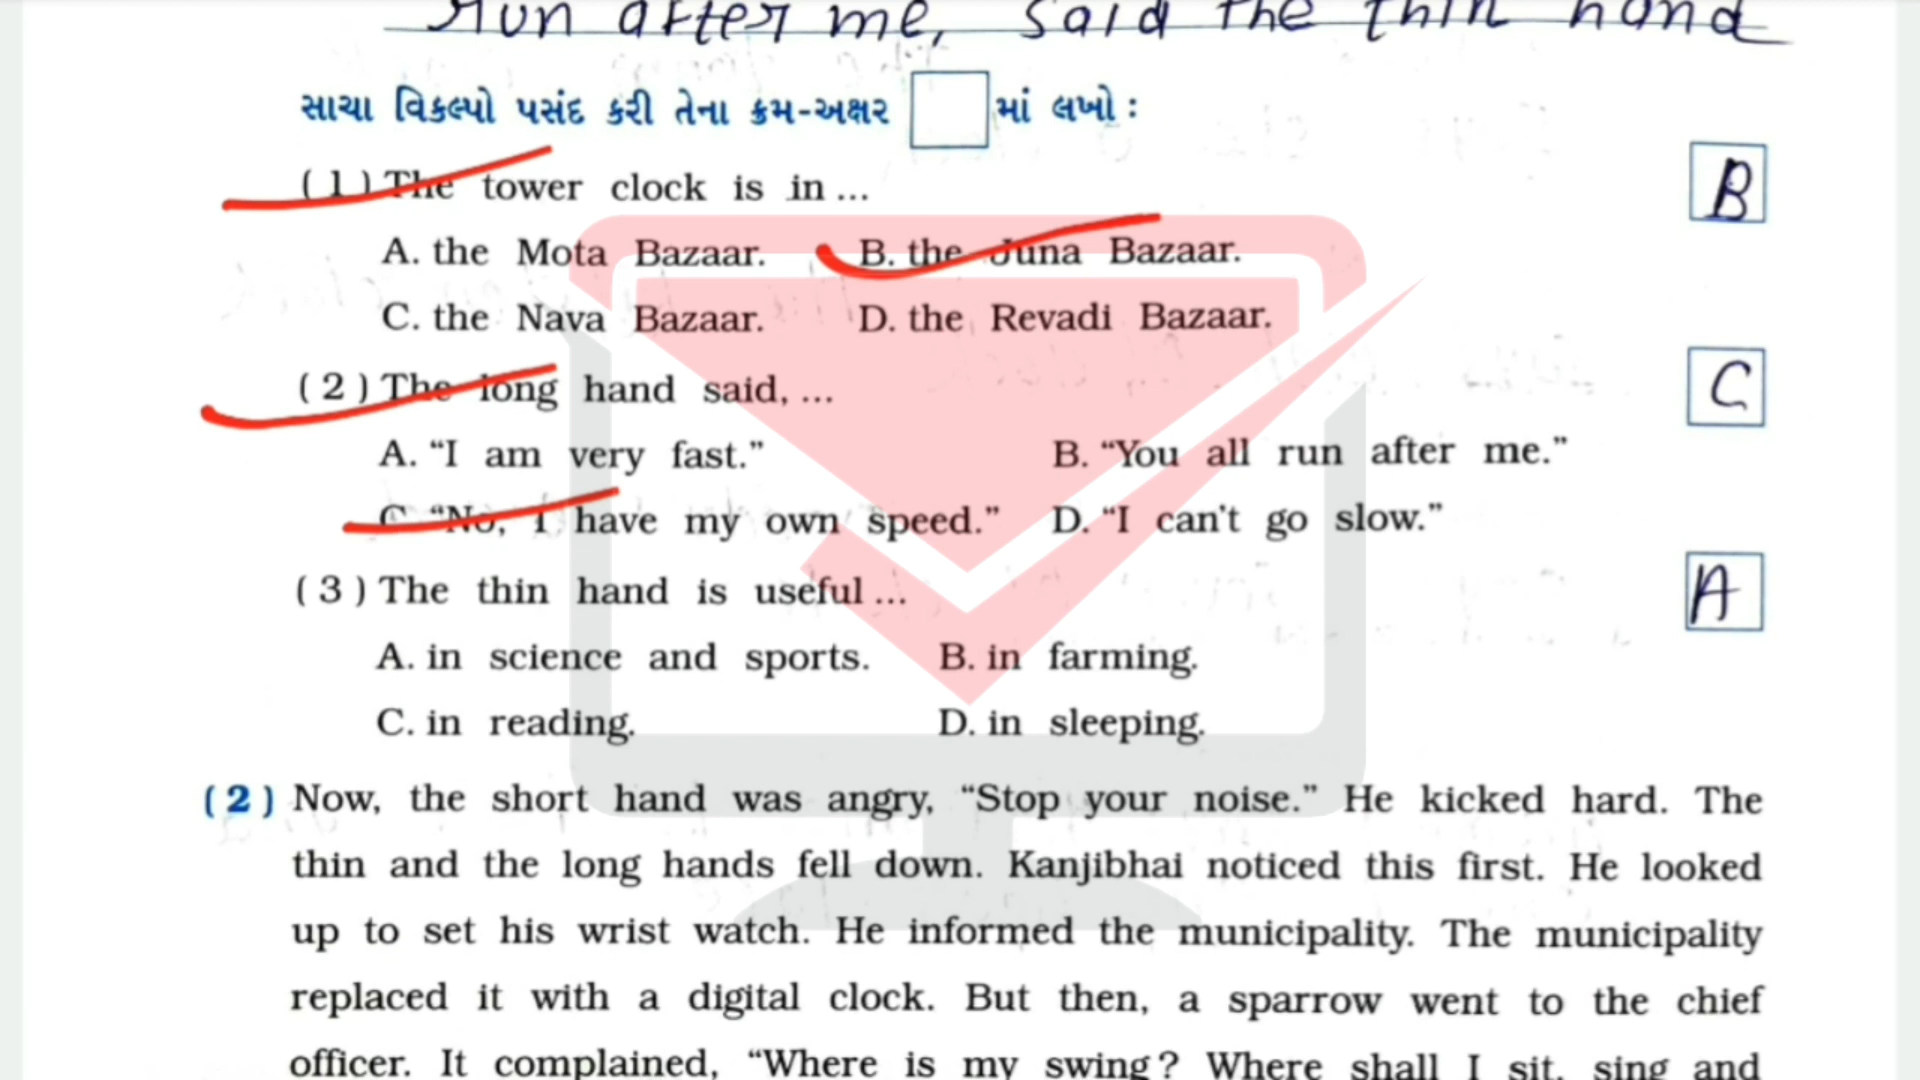 run after me, said the thin hand
સાચા વિકલ્પો પસંદ કરી તેના ક્રમ-અક્ષર માં લખો :
( 1 ) The tower clock is in ... B
A. the Mota Bazaar. B. the Juna Bazaar.
C. the Nava Bazaar. D. the Revadi Bazaar.
( 2 ) The long hand said, ... C
A. “I am very fast.” B. “You all run after me.”
C “No, I have my own speed.” D. “I can't go slow.”
( 3 ) The thin hand is useful ... A
A. in science and sports. B. in farming.
C. in reading. D. in sleeping.
( 2 ) Now, the short hand was angry, “Stop your noise.” He kicked hard. The
thin and the long hands fell down. Kanjibhai noticed this first. He looked
up to set his wrist watch. He informed the municipality. The municipality
replaced it with a digital clock. But then, a sparrow went to the chief
officer. It complained, “Where is my swing? Where shall I sit, sing and